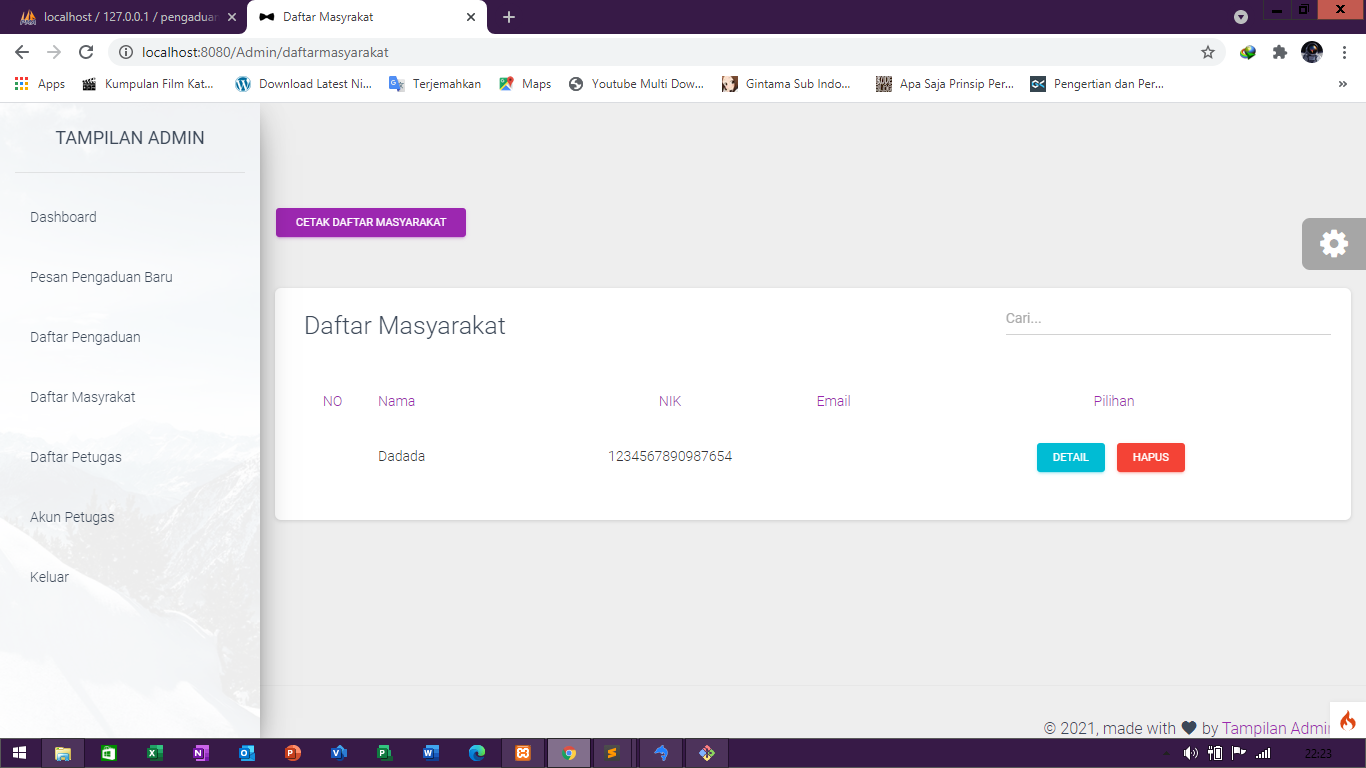 localhost / 127.0.0.1 / pengaduan
Daftar Masyrakat
localhost:8080/Admin/daftarmasyarakat
Apps
Kumpulan Film Kat...
Download Latest Ni...
Terjemahkan
Maps
Youtube Multi Dow...
Gintama Sub Indo...
Apa Saja Prinsip Per...
Pengertian dan Per...
TAMPILAN ADMIN
Dashboard
Pesan Pengaduan Baru
Daftar Pengaduan
Daftar Masyrakat
Daftar Petugas
Akun Petugas
Keluar
CETAK DAFTAR MASYARAKAT
Daftar Masyarakat
Cari...
NO Nama NIK Email Pilihan
Dadada 1234567890987654 DETAIL HAPUS
© 2021, made with by Tampilan Admin
22:23